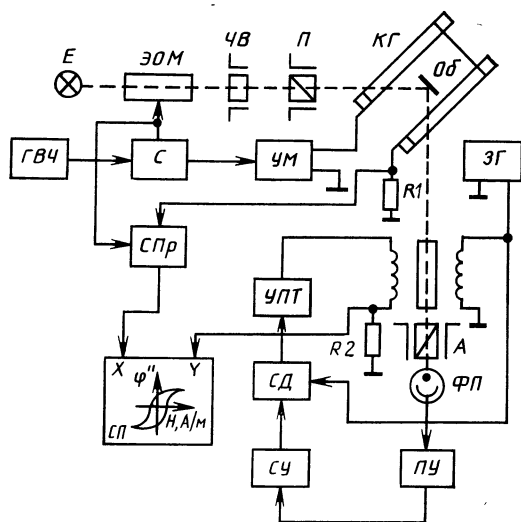 E ЭОМ ЧВ П КГ Об
ГВЧ С УМ R1 ЗГ
СПр
УПТ
R2 А
X Y φ" H, А/м СП
СД ФП
СУ ПУ